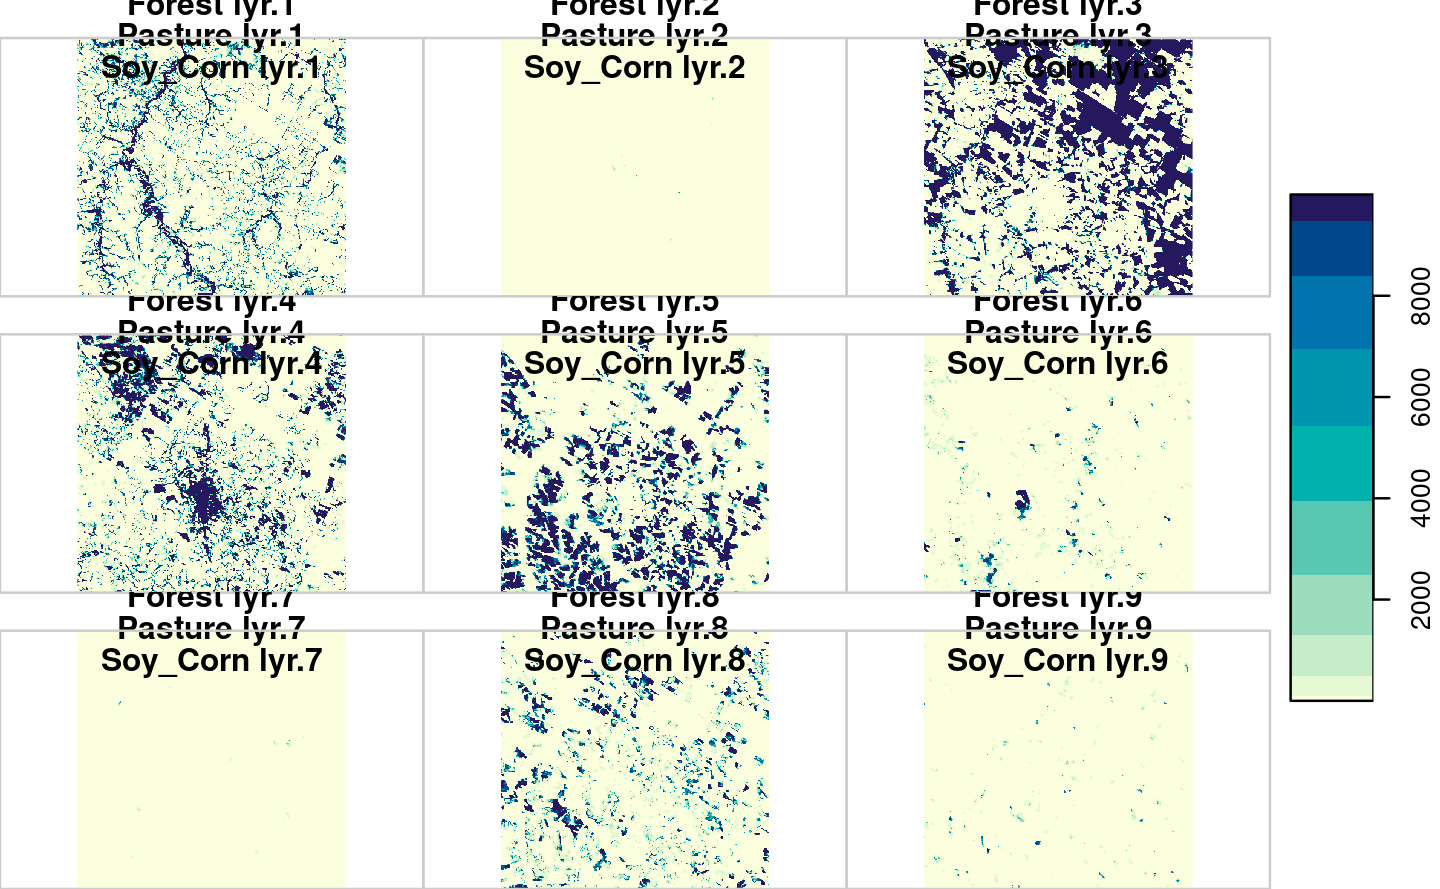 Forest lyr.1
Pasture lyr.1
Soy_Corn lyr.1
Forest lyr.2
Pasture lyr.2
Soy_Corn lyr.2
Forest lyr.3
Pasture lyr.3
Soy_Corn lyr.3
Forest lyr.4
Pasture lyr.4
Soy_Corn lyr.4
Forest lyr.5
Pasture lyr.5
Soy_Corn lyr.5
Forest lyr.6
Pasture lyr.6
Soy_Corn lyr.6
Forest lyr.7
Pasture lyr.7
Soy_Corn lyr.7
Forest lyr.8
Pasture lyr.8
Soy_Corn lyr.8
Forest lyr.9
Pasture lyr.9
Soy_Corn lyr.9
8000
6000
4000
2000